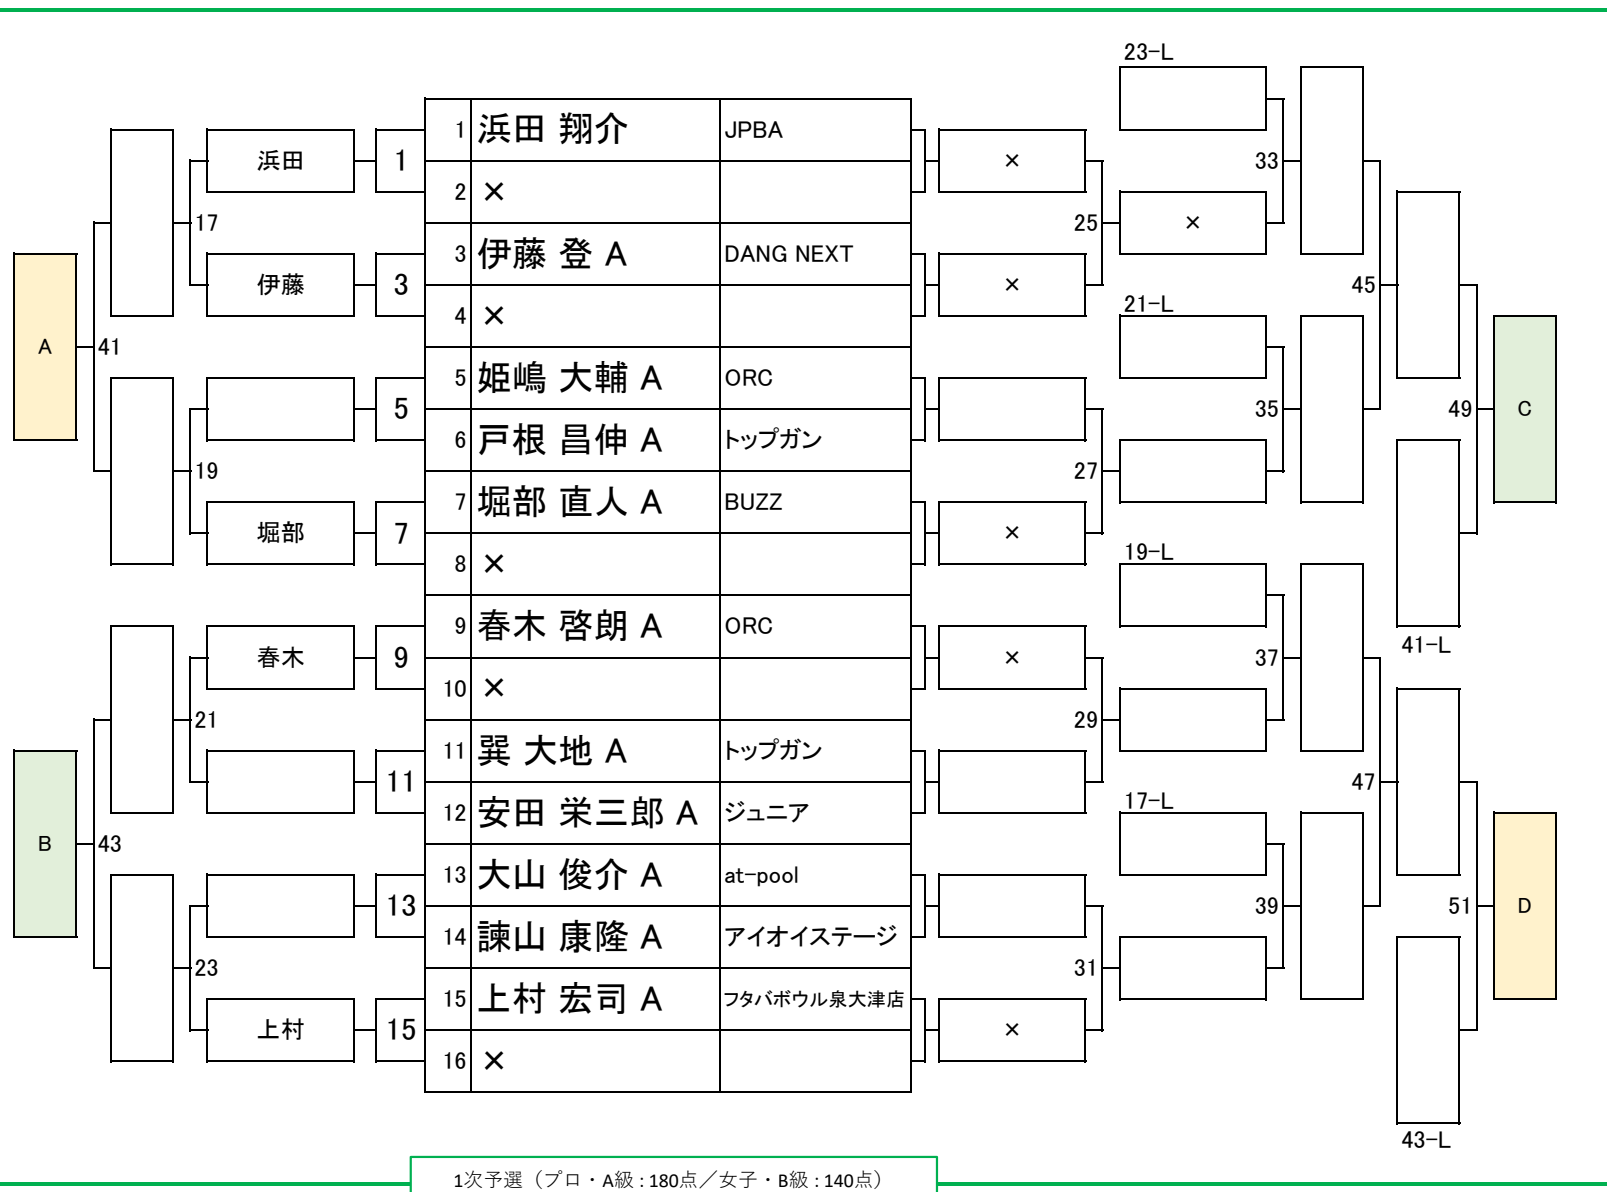 23-L
1 浜田 翔介 JPBA
浜田 1 × 33
2 ×
17 25 ×
3 伊藤 登 A DANG NEXT
伊藤 3 × 45
4 × 21-L
A 41
5 姫嶋 大輔 A ORC
5 35 49 C
6 戸根 昌伸 A トップガン
19 27
7 堀部 直人 A BUZZ
堀部 7 ×
8 × 19-L
9 春木 啓朗 A ORC
春木 9 × 37 41-L
10 ×
21 29
11 巽 大地 A トップガン
11 47
12 安田 栄三郎 A ジュニア 17-L
B 43
13 大山 俊介 A at-pool
13 39 51 D
14 諫山 康隆 A アイオイステージ
23 31
15 上村 宏司 A フタバボウル泉大津店
上村 15 ×
16 ×
43-L
1次予選（プロ・A級：180点／女子・B級：140点）